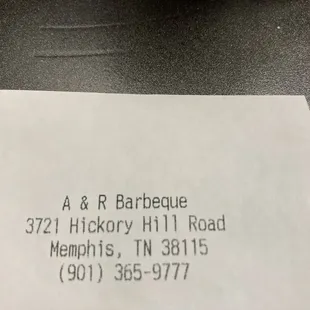 A & R Barbeque
3721 Hickory Hill Road
Memphis, TN 38115
(901) 365-9777